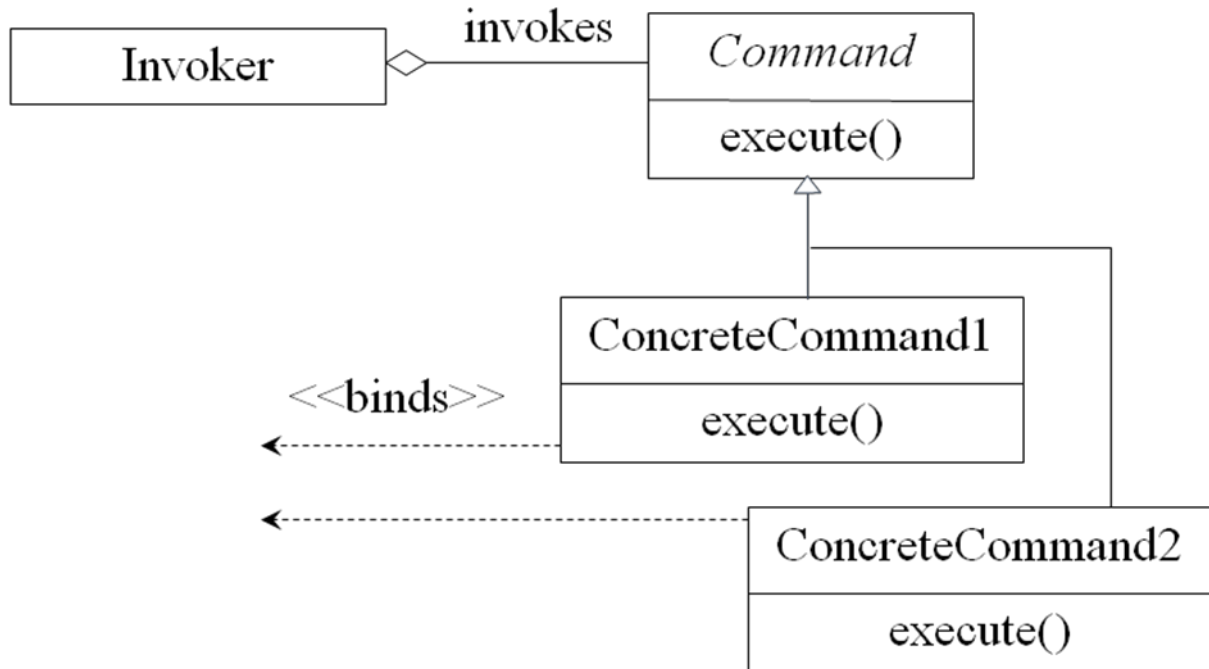 Invoker
invokes
Command
execute()
ConcreteCommand1
<<binds>>
execute()
ConcreteCommand2
execute()